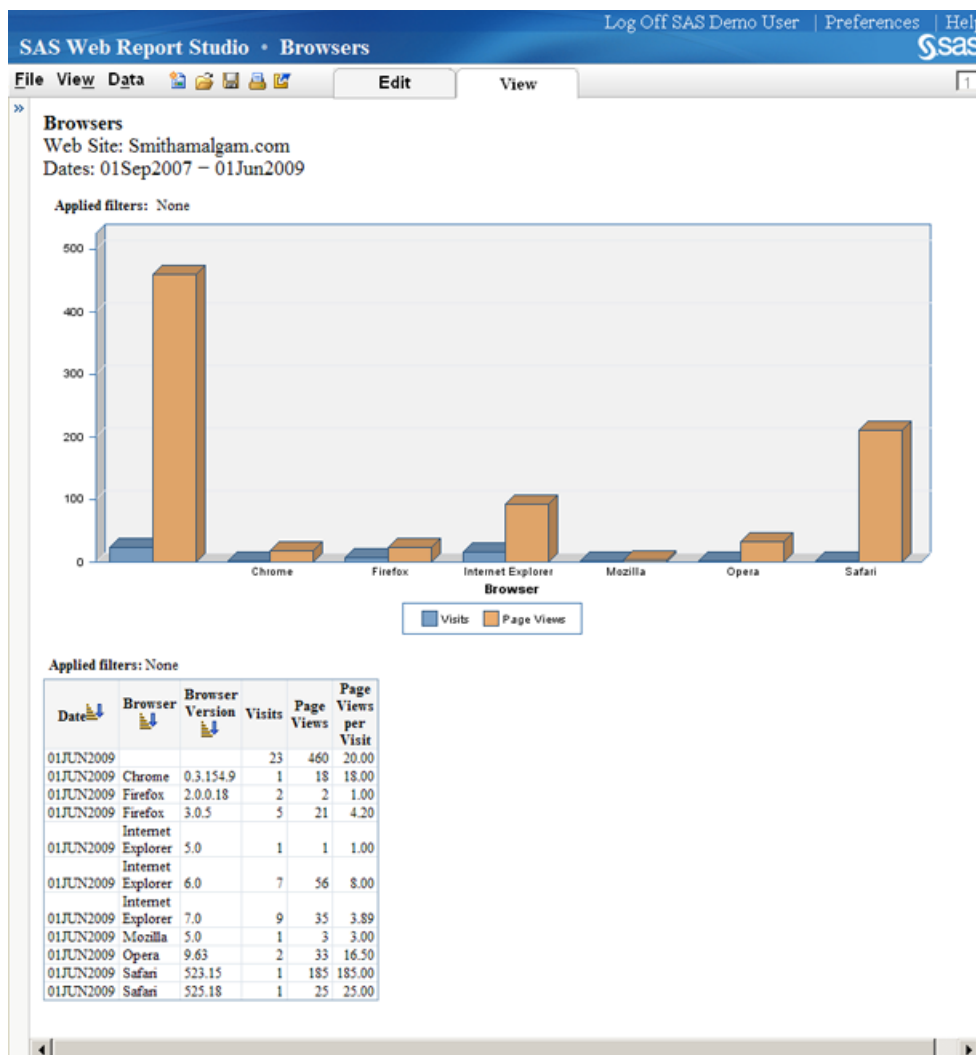 Log Off SAS Demo User | Preferences | Help
SAS Web Report Studio • Browsers
sas
File View Data Edit View 1
»
Browsers
Web Site: Smithamalgam.com
Dates: 01Sep2007 − 01Jun2009
Applied filters: None
500
400
300
200
100
0
Chrome Firefox Internet Explorer Mozilla Opera Safari
Browser
Visits Page Views
Applied filters: None
Date Browser Browser Version Visits Page Views Page Views per Visit
01JUN2009 23 460 20.00
01JUN2009 Chrome 0.3.154.9 1 18 18.00
01JUN2009 Firefox 2.0.0.18 2 2 1.00
01JUN2009 Firefox 3.0.5 5 21 4.20
01JUN2009 Internet Explorer 5.0 1 1 1.00
01JUN2009 Internet Explorer 6.0 7 56 8.00
01JUN2009 Internet Explorer 7.0 9 35 3.89
01JUN2009 Mozilla 5.0 1 3 3.00
01JUN2009 Opera 9.63 2 33 16.50
01JUN2009 Safari 523.15 1 185 185.00
01JUN2009 Safari 525.18 1 25 25.00